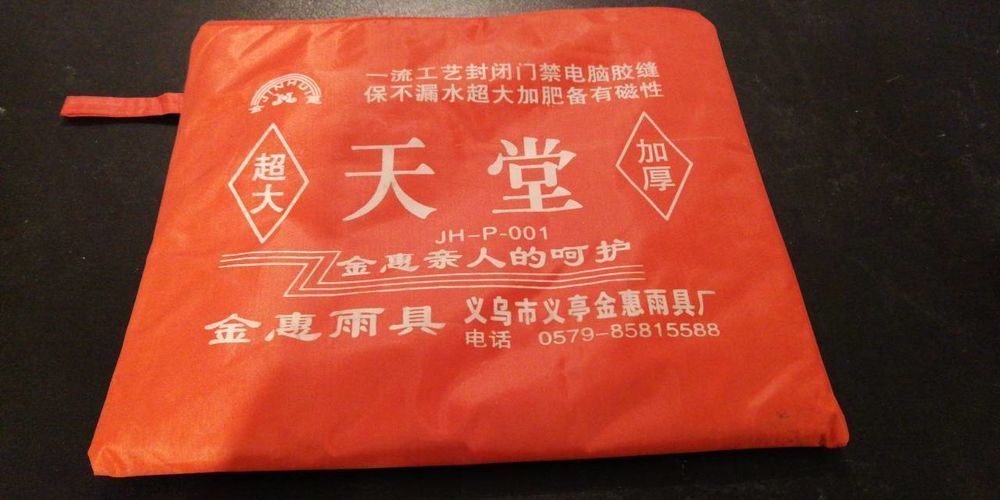 JINHUI
一流工艺封闭门禁电脑胶缝
保不漏水超大加肥备有磁性
超大
天堂
加厚
JH-P-001
金惠亲人的呵护
金惠雨具
义乌市义亭金惠雨具厂
电话 0579-85815588